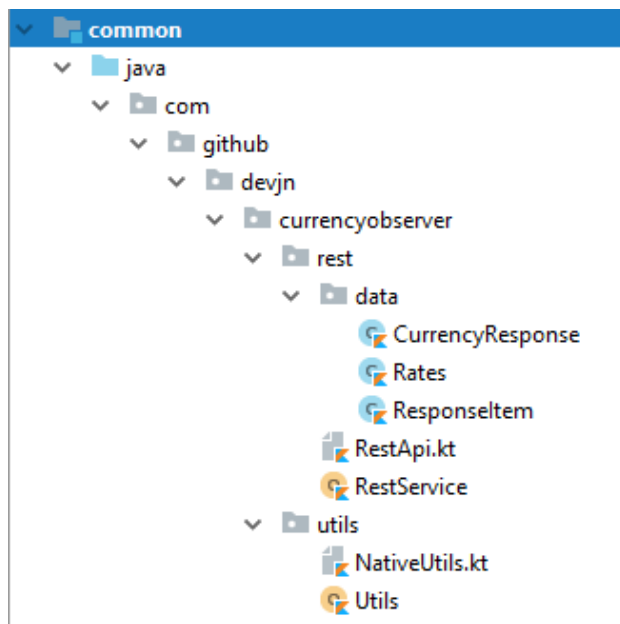 common
java
com
github
devjn
currencyobserver
rest
data
CurrencyResponse
Rates
ResponseItem
RestApi.kt
RestService
utils
NativeUtils.kt
Utils